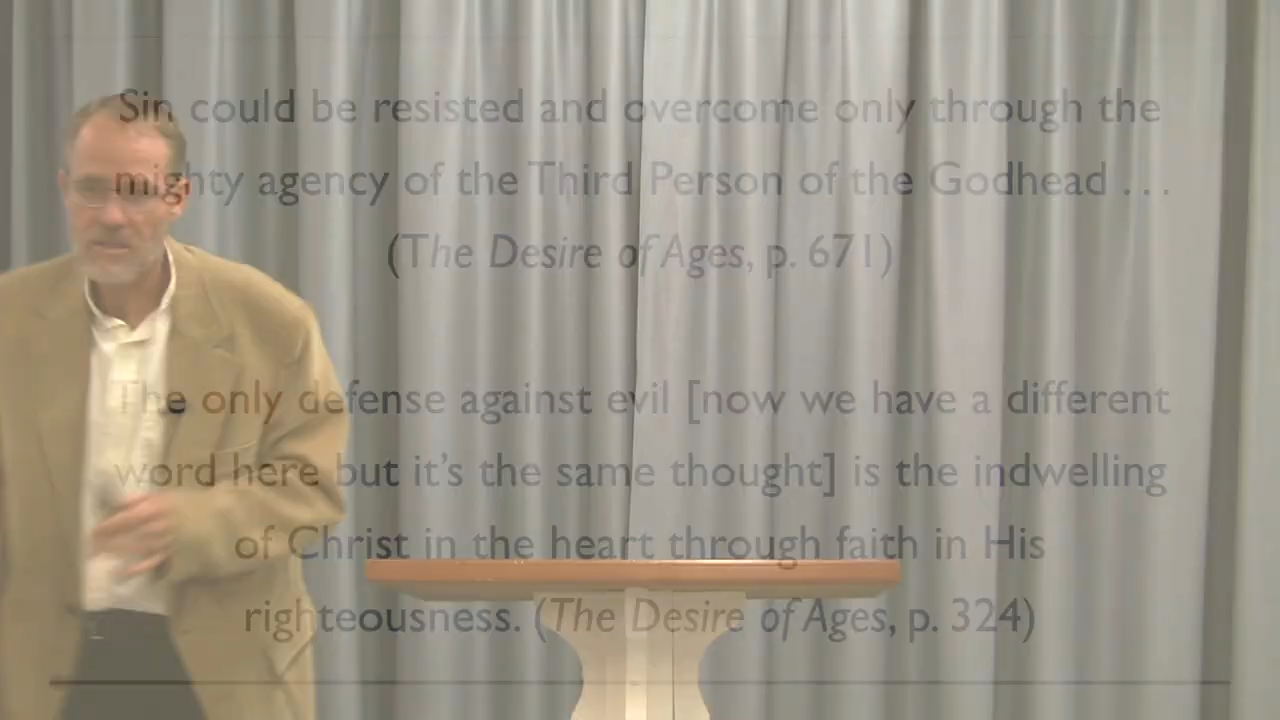 Sin could be resisted and overcome only through the
mighty agency of the Third Person of the Godhead . . .
(The Desire of Ages, p. 671)
The only defense against evil [now we have a different
word here but it's the same thought] is the indwelling
of Christ in the heart through faith in His
righteousness. (The Desire of Ages, p. 324)